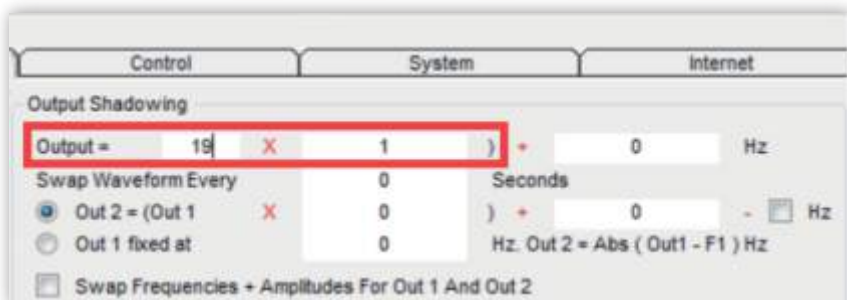 Control System Internet
Output Shadowing
Output = 19 X 1 ) + 0 Hz
Swap Waveform Every 0 Seconds
Out 2 = (Out 1 X 0 ) + 0 - Hz
Out 1 fixed at 0 Hz. Out 2 = Abs ( Out1 - F1 ) Hz
Swap Frequencies + Amplitudes For Out 1 And Out 2